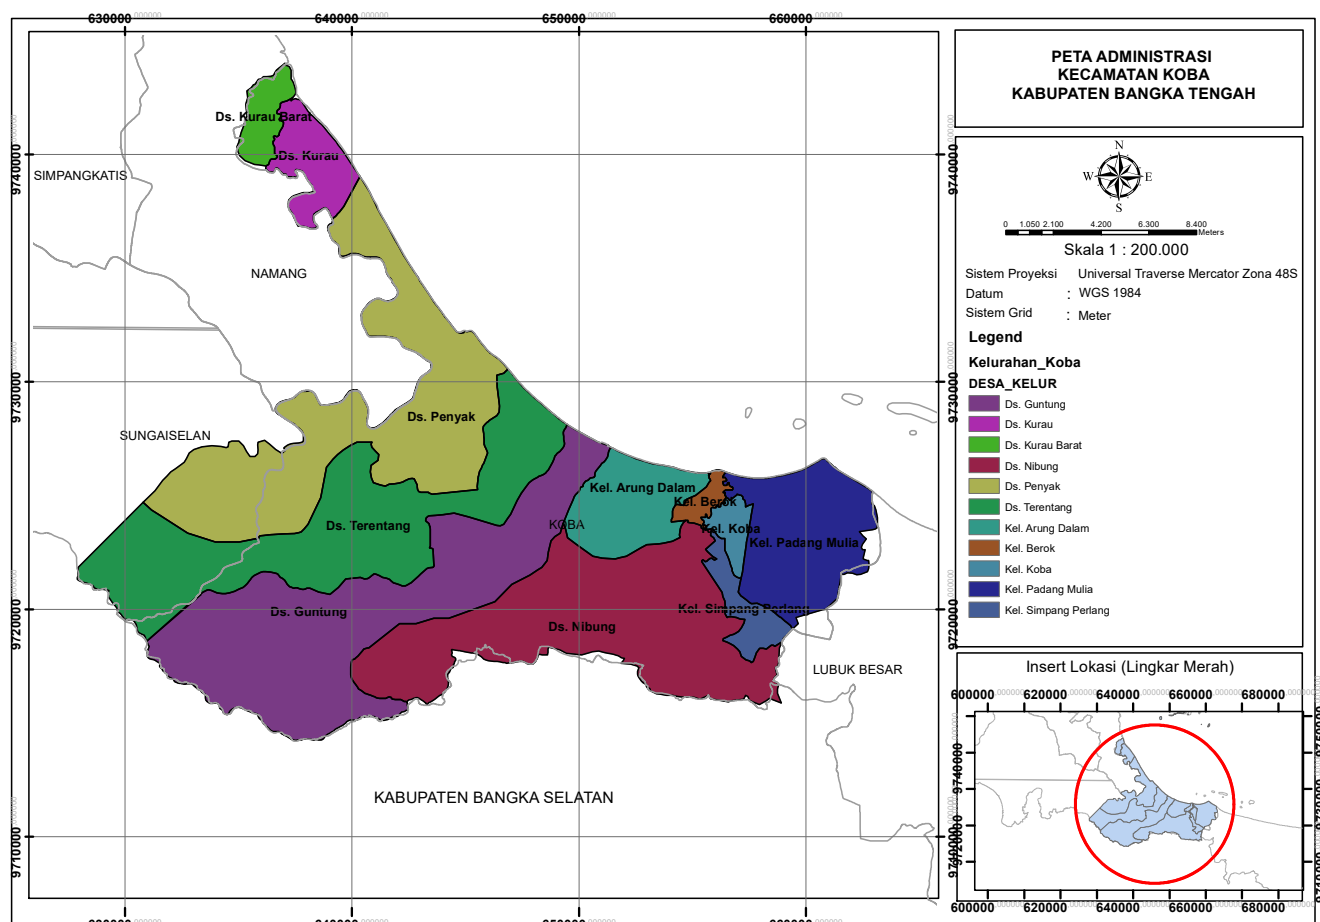 630000 640000 650000 660000
PETA ADMINISTRASI
KECAMATAN KOBA
KABUPATEN BANGKA TENGAH
N
W E
S
0 1.050 2.100 4.200 6.300 8.400
Meters
Skala 1 : 200.000
Sistem Proyeksi Universal Traverse Mercator Zona 48S
Datum : WGS 1984
Sistem Grid : Meter
Legend
Kelurahan_Koba
DESA_KELUR
Ds. Guntung
Ds. Kurau
Ds. Kurau Barat
Ds. Nibung
Ds. Penyak
Ds. Terentang
Kel. Arung Dalam
Kel. Berok
Kel. Koba
Kel. Padang Mulia
Kel. Simpang Perlang
Ds. Kurau Barat
Ds. Kurau
SIMPANGKATIS
NAMANG
SUNGAISELAN
Ds. Penyak
Kel. Arung Dalam
Kel. Berok
Ds. Terentang
KOBA
Kel. Koba
Kel. Padang Mulia
Ds. Guntung
Kel. Simpang Perlang
Ds. Nibung
LUBUK BESAR
KABUPATEN BANGKA SELATAN
9740000
9730000
9720000
9710000
9740000
9730000
9720000
9710000
Insert Lokasi (Lingkar Merah)
600000 620000 640000 660000 680000
9740000
9720000
600000 620000 640000 660000 680000